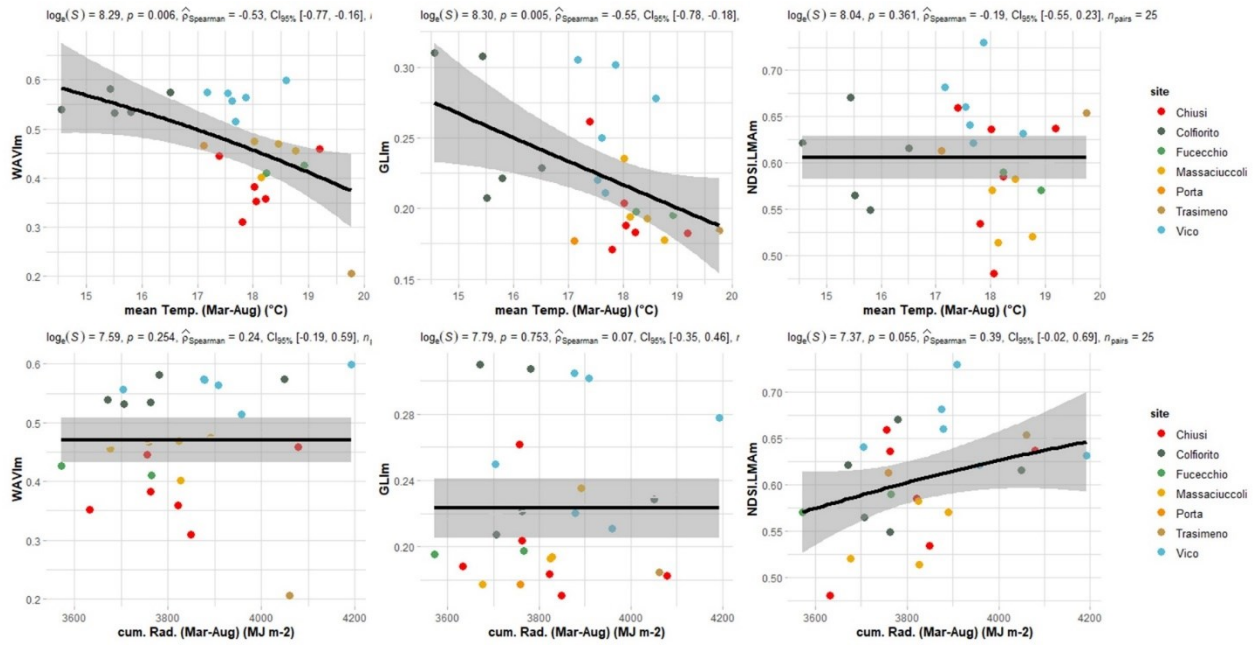 logₑ(S) = 8.29, p = 0.006, ρ̂Spearman = -0.53, CI95% [-0.77, -0.16], 
logₑ(S) = 8.30, p = 0.005, ρ̂Spearman = -0.55, CI95% [-0.78, -0.18],
logₑ(S) = 8.04, p = 0.361, ρ̂Spearman = -0.19, CI95% [-0.55, 0.23], npairs = 25
WAVIm
0.6
0.5
0.4
0.3
0.2
15 16 17 18 19 20
mean Temp. (Mar-Aug) (°C)
GLIm
0.30
0.25
0.20
0.15
15 16 17 18 19 20
mean Temp. (Mar-Aug) (°C)
NDSI.LMAm
0.70
0.65
0.60
0.55
0.50
15 16 17 18 19 20
mean Temp. (Mar-Aug) (°C)
site
Chiusi
Colfiorito
Fucecchio
Massaciuccoli
Porta
Trasimeno
Vico
logₑ(S) = 7.59, p = 0.254, ρ̂Spearman = 0.24, CI95% [-0.19, 0.59],
logₑ(S) = 7.79, p = 0.753, ρ̂Spearman = 0.07, CI95% [-0.35, 0.46],
logₑ(S) = 7.37, p = 0.055, ρ̂Spearman = 0.39, CI95% [-0.02, 0.69], npairs = 25
WAVIm
0.6
0.5
0.4
0.3
0.2
3600 3800 4000 4200
cum. Rad. (Mar-Aug) (MJ m-2)
GLIm
0.28
0.24
0.20
3600 3800 4000 4200
cum. Rad. (Mar-Aug) (MJ m-2)
NDSI.LMAm
0.70
0.65
0.60
0.55
0.50
3600 3800 4000 4200
cum. Rad. (Mar-Aug) (MJ m-2)
site
Chiusi
Colfiorito
Fucecchio
Massaciuccoli
Porta
Trasimeno
Vico